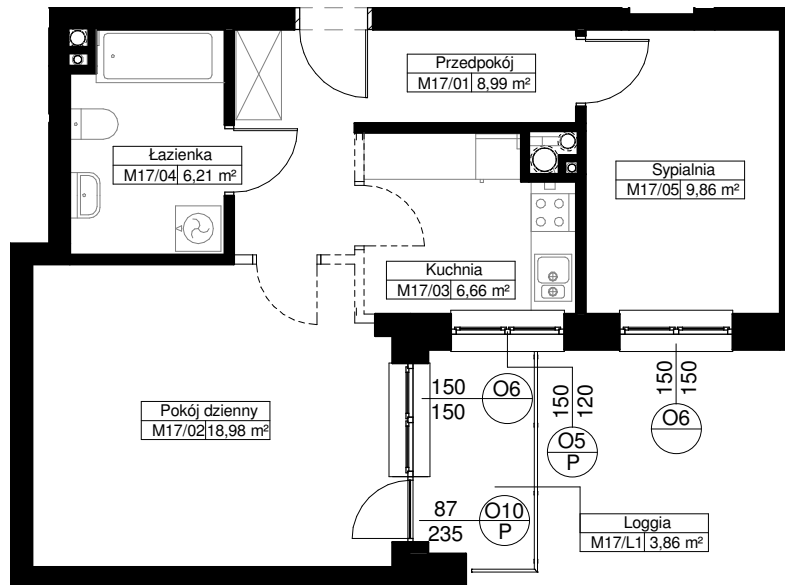 Przedpokój
M17/01 8,99 m²
Łazienka
M17/04 6,21 m²
Sypialnia
M17/05 9,86 m²
Kuchnia
M17/03 6,66 m²
Pokój dzienny
M17/02 18,98 m²
150
150
O6
150
120
O5
P
150
150
O6
87
235
O10
P
Loggia
M17/L1 3,86 m²